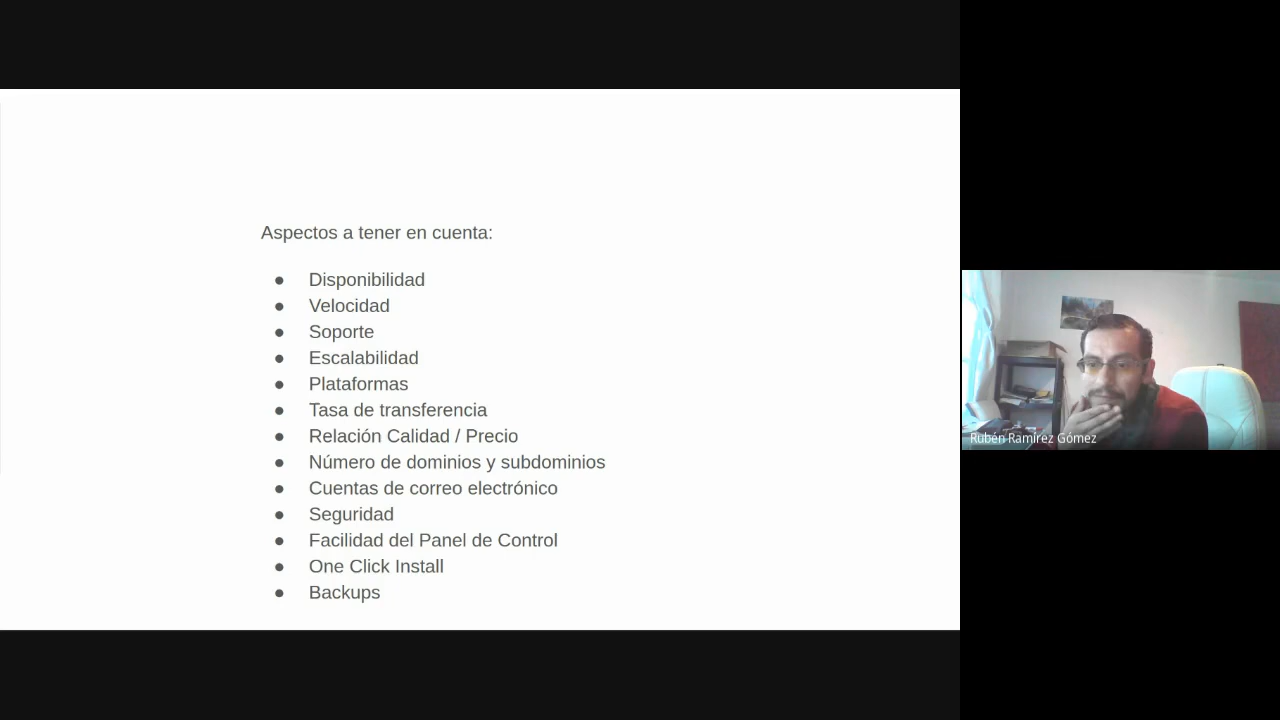 Aspectos a tener en cuenta:
● Disponibilidad
● Velocidad
● Soporte
● Escalabilidad
● Plataformas
● Tasa de transferencia
● Relación Calidad / Precio
● Número de dominios y subdominios
● Cuentas de correo electrónico
● Seguridad
● Facilidad del Panel de Control
● One Click Install
● Backups
Rubén Ramírez Gómez